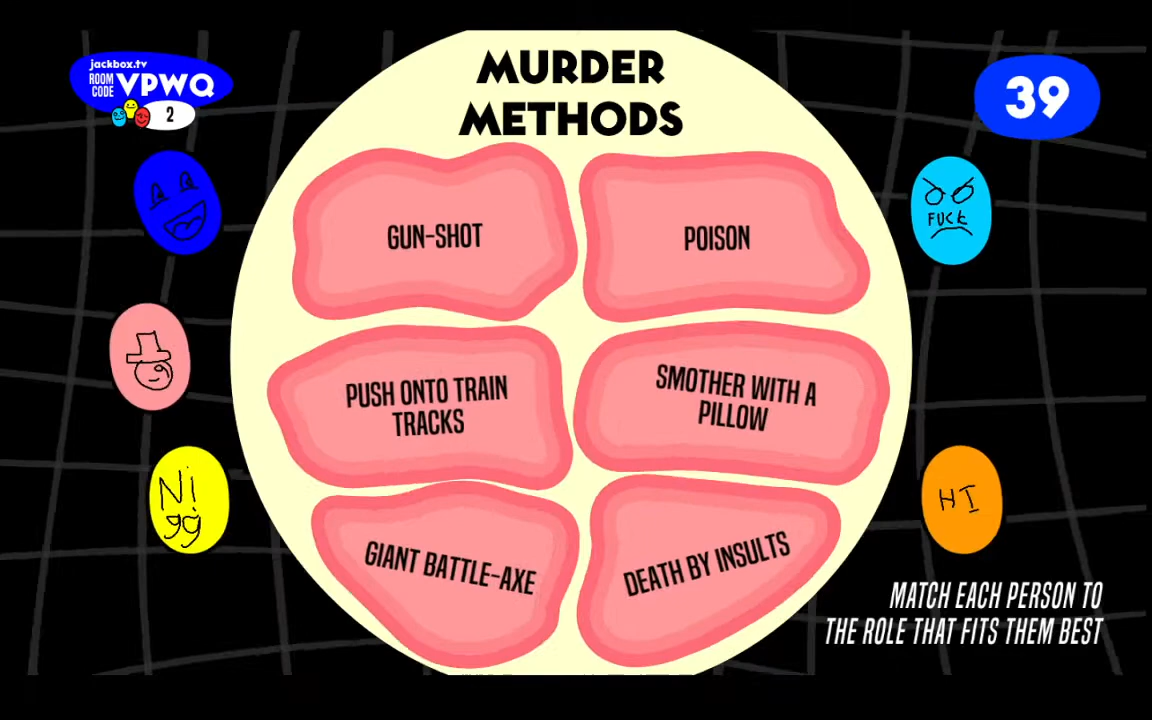 jackbox.tv
ROOM CODE VPWQ
2
MURDER
METHODS
39
GUN-SHOT
POISON
FUCK
PUSH ONTO TRAIN
TRACKS
SMOTHER WITH A
PILLOW
Ni
gg
HI
GIANT BATTLE-AXE
DEATH BY INSULTS
MATCH EACH PERSON TO
THE ROLE THAT FITS THEM BEST